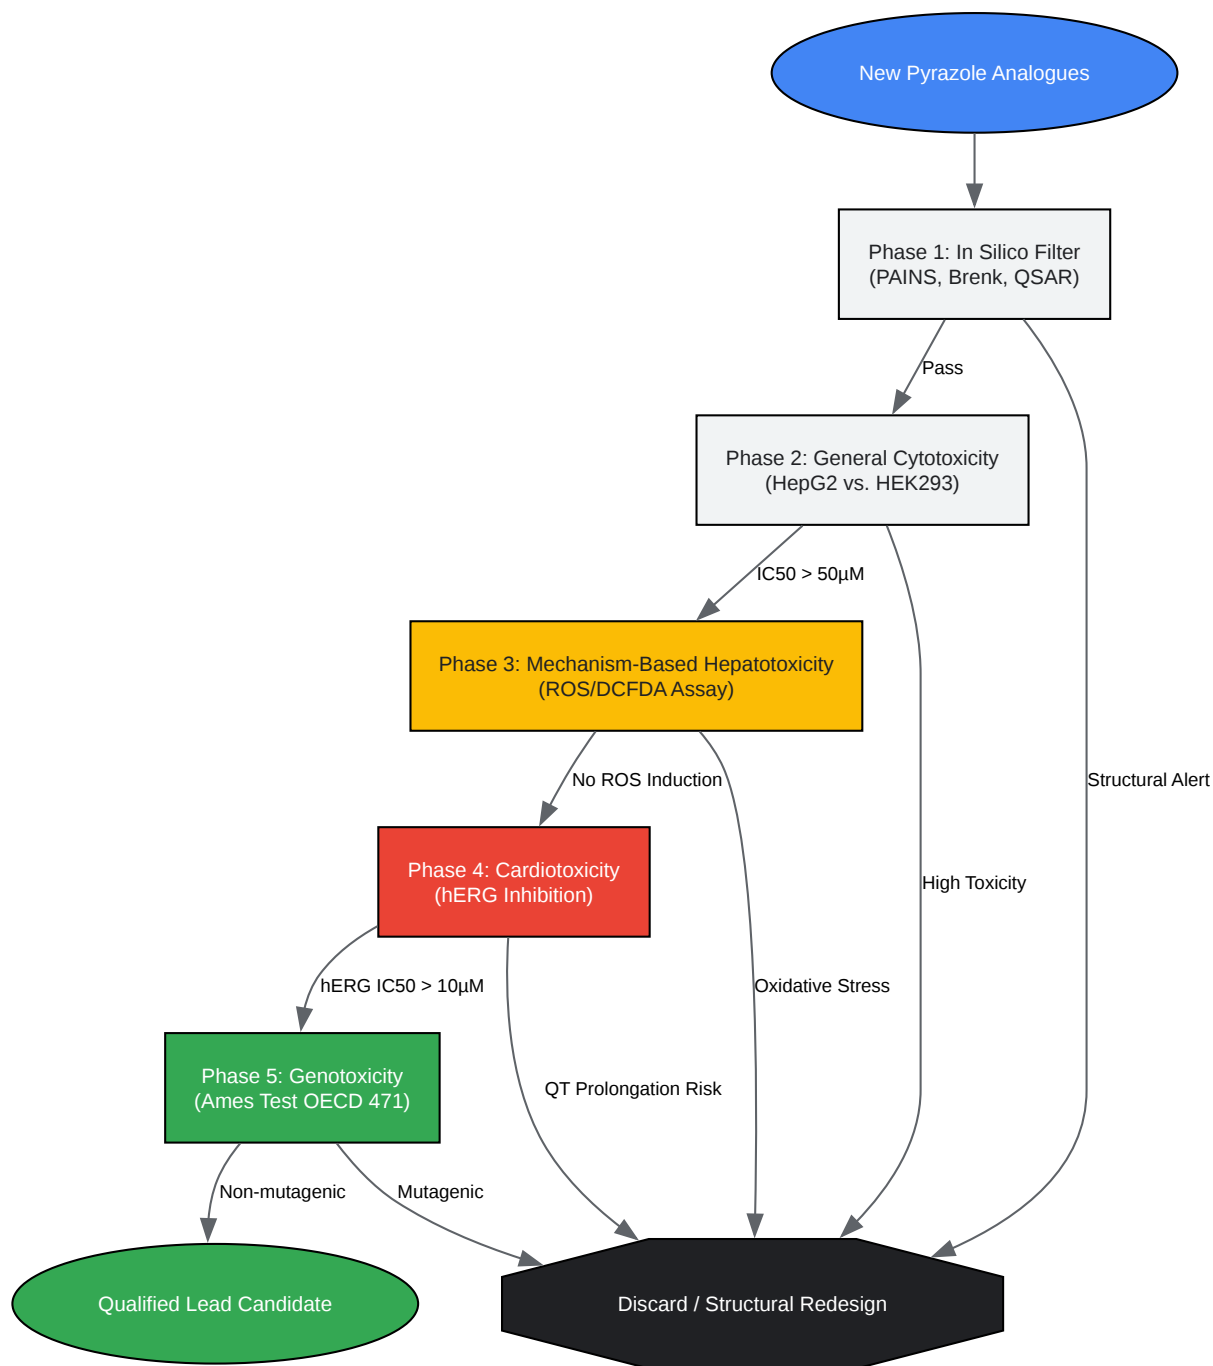 New Pyrazole Analogues
Phase 1: In Silico Filter
(PAINS, Brenk, QSAR)
Pass
Phase 2: General Cytotoxicity
(HepG2 vs. HEK293)
IC50 > 50µM
Phase 3: Mechanism-Based Hepatotoxicity
(ROS/DCFDA Assay)
No ROS Induction
Structural Alert
Phase 4: Cardiotoxicity
(hERG Inhibition)
High Toxicity
hERG IC50 > 10µM
Oxidative Stress
Phase 5: Genotoxicity
(Ames Test OECD 471)
QT Prolongation Risk
Non-mutagenic
Mutagenic
Qualified Lead Candidate
Discard / Structural Redesign